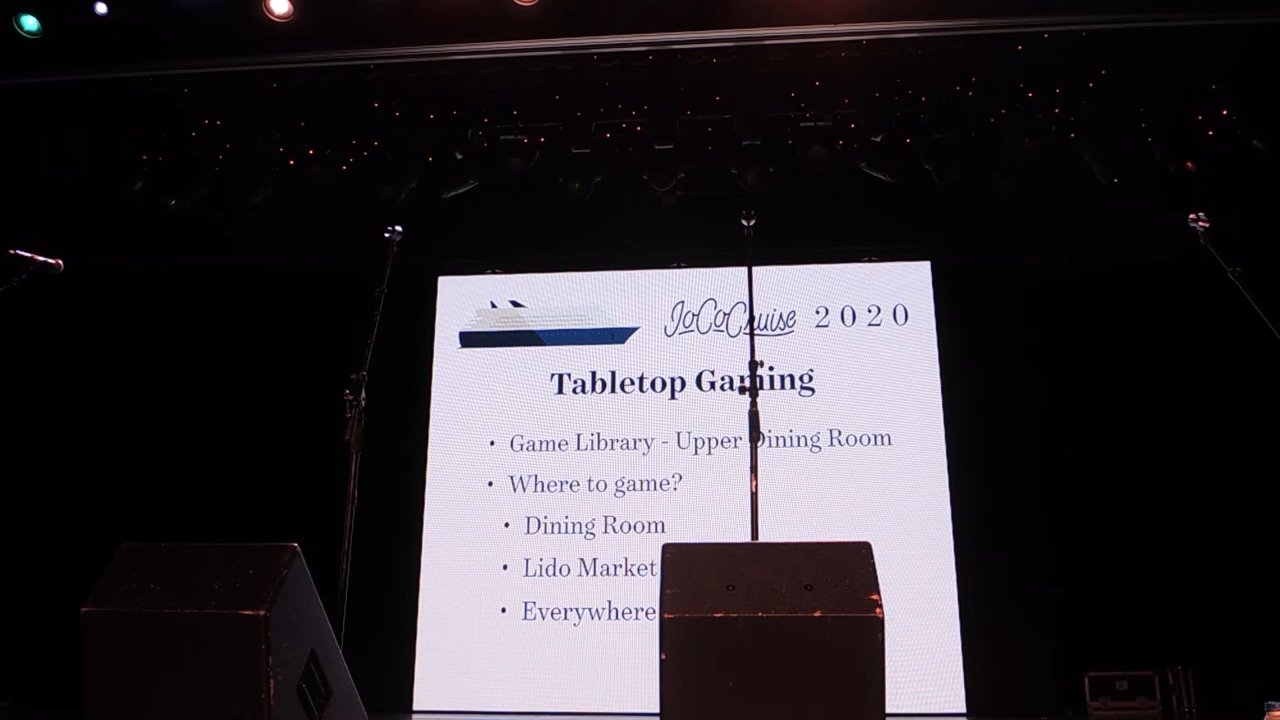 JoCoCruise 2020
Tabletop Gaming
• Game Library - Upper Dining Room
• Where to game?
• Dining Room
• Lido Market
• Everywhere